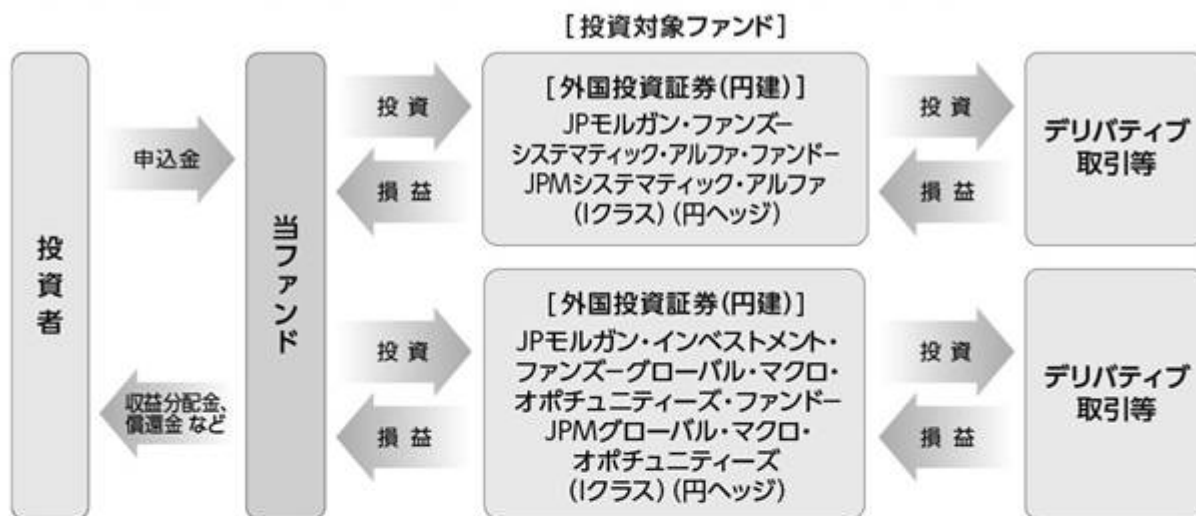 [投資対象ファンド]
投資者
申込金
収益分配金、
償還金 など
当ファンド
投資
損益
[外国投資証券(円建)]
JPモルガン・ファンズー
システマティック・アルファ・ファンドー
JPMシステマティック・アルファ
(Iクラス)(円ヘッジ)
投資
損益
デリバティブ
取引等
投資
損益
[外国投資証券(円建)]
JPモルガン・インベストメント・
ファンズーグローバル・マクロ・
オポチュニティーズ・ファンドー
JPMグローバル・マクロ・
オポチュニティーズ
(Iクラス)(円ヘッジ)
投資
損益
デリバティブ
取引等